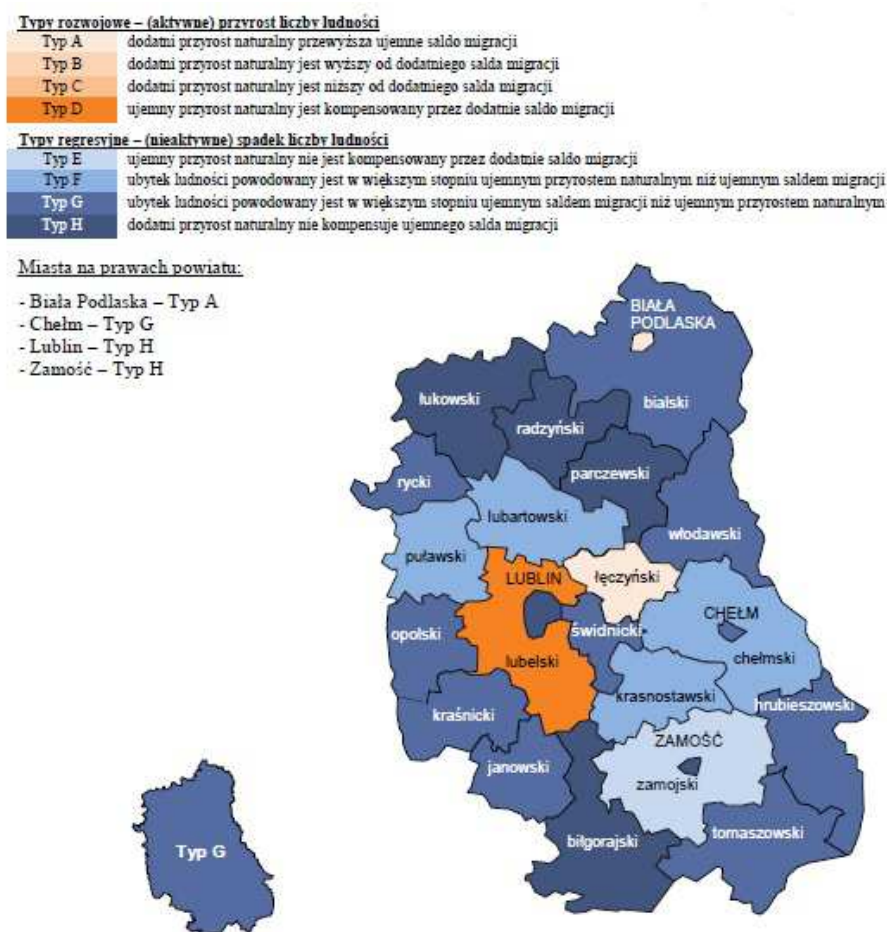 Typy rozwojowe – (aktywne) przyrost liczby ludności
Typ A dodatni przyrost naturalny przewyższa ujemne saldo migracji
Typ B dodatni przyrost naturalny jest wyższy od dodatniego salda migracji
Typ C dodatni przyrost naturalny jest niższy od dodatniego salda migracji
Typ D ujemny przyrost naturalny jest kompensowany przez dodatnie saldo migracji
Typy regresyjne – (nieaktywne) spadek liczby ludności
Typ E ujemny przyrost naturalny nie jest kompensowany przez dodatnie saldo migracji
Typ F ubytek ludności powodowany jest w większym stopniu ujemnym przyrostem naturalnym niż ujemnym saldem migracji
Typ G ubytek ludności powodowany jest w większym stopniu ujemnym saldem migracji niż ujemnym przyrostem naturalnym
Typ H dodatni przyrost naturalny nie kompensuje ujemnego salda migracji
Miasta na prawach powiatu:
- Biała Podlaska – Typ A
- Chełm – Typ G
- Lublin – Typ H
- Zamość – Typ H
BIAŁA
PODLASKA
łukowski
bialski
radzyński
parczewski
rycki
lubartowski
włodawski
puławski
LUBLIN
łęczyński
CHEŁM
opolski
świdnicki
lubelski
chełmski
krasnostawski
hrubieszowski
kraśnicki
ZAMOŚĆ
janowski
zamojski
tomaszowski
biłgorajski
Typ G